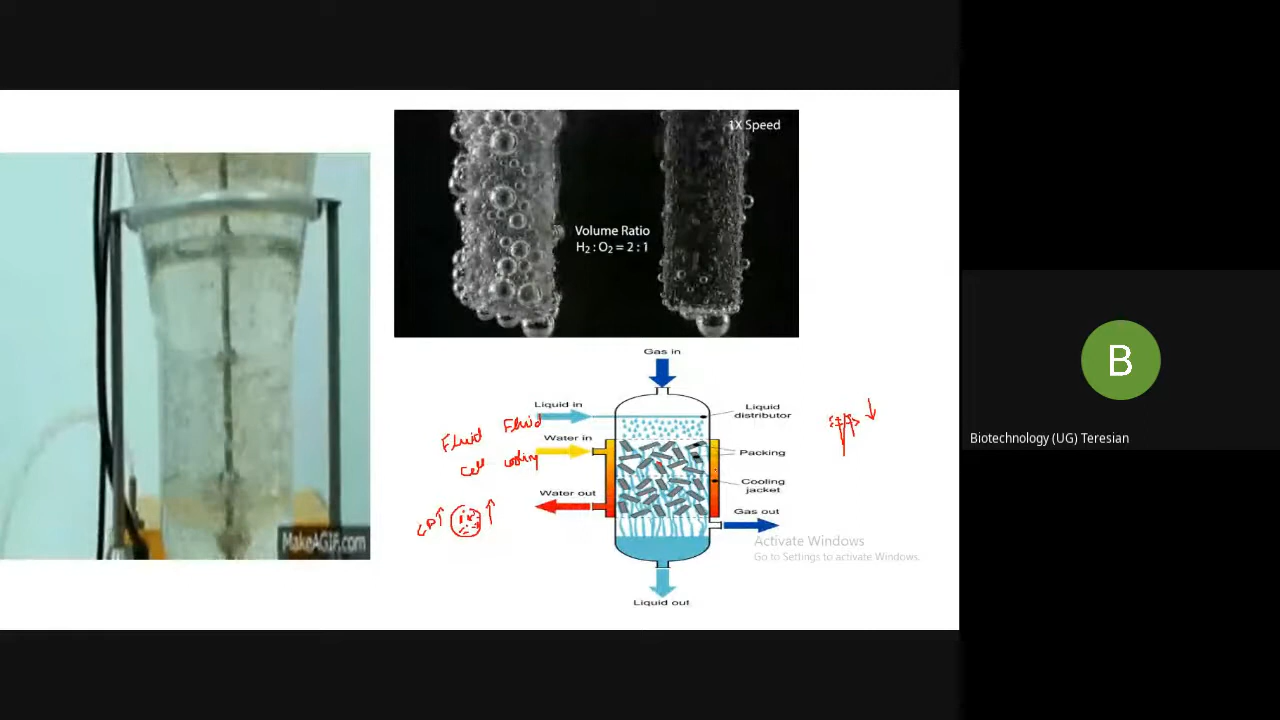 1X Speed
Volume Ratio
H₂ : O₂ = 2 : 1
MakeAGIF.com
Gas in
Liquid in
Liquid
distributor
Fluid Fluid
Water in
Packing
Cell
Cooling
jacket
Water out
Gas out
Liquid out
Activate Windows
Go to Settings to activate Windows.
B
Biotechnology (UG) Teresian